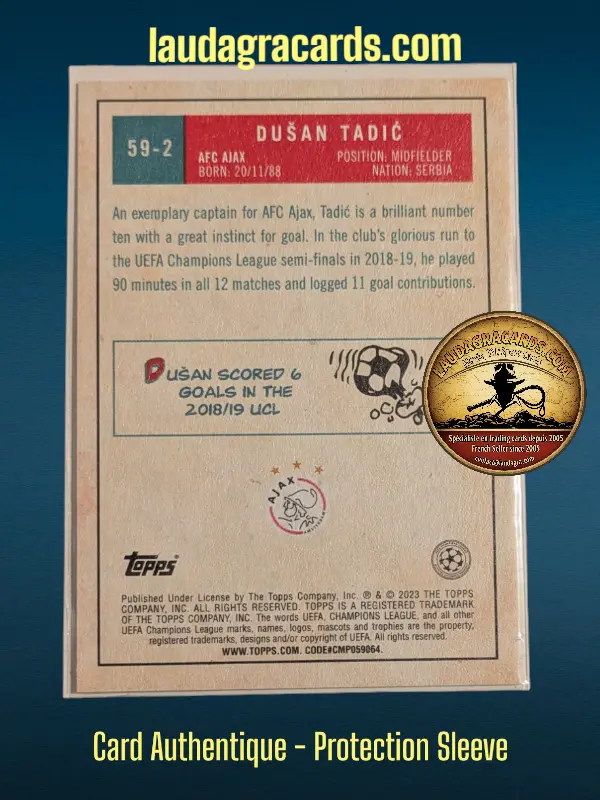 laudagracards.com
59-2
DUŠAN TADIĆ
AFC AJAX
POSITION: MIDFIELDER
BORN: 20/11/88
NATION: SERBIA
An exemplary captain for AFC Ajax, Tadić is a brilliant number
ten with a great instinct for goal. In the club's glorious run to
the UEFA Champions League semi-finals in 2018-19, he played
90 minutes in all 12 matches and logged 11 goal contributions.
DUŠAN SCORED 6
GOALS IN THE
2018/19 UCL
LAUDAGRACARDS.COM
Spécialiste en trading cards depuis 2005
French Seller since 2005
AJAX
AMSTERDAM
TOPPS
Published Under License by The Topps Company, Inc. ® & © 2023 THE TOPPS
COMPANY, INC. ALL RIGHTS RESERVED. TOPPS IS A REGISTERED TRADEMARK
OF THE TOPPS COMPANY, INC. The words UEFA, CHAMPIONS LEAGUE, and all other
UEFA Champions League marks, names, logos, mascots and trophies are the property,
registered trademarks, designs and/or copyright of UEFA. All rights reserved.
WWW.TOPPS.COM. CODE#CMP059064.
Card Authentique - Protection Sleeve